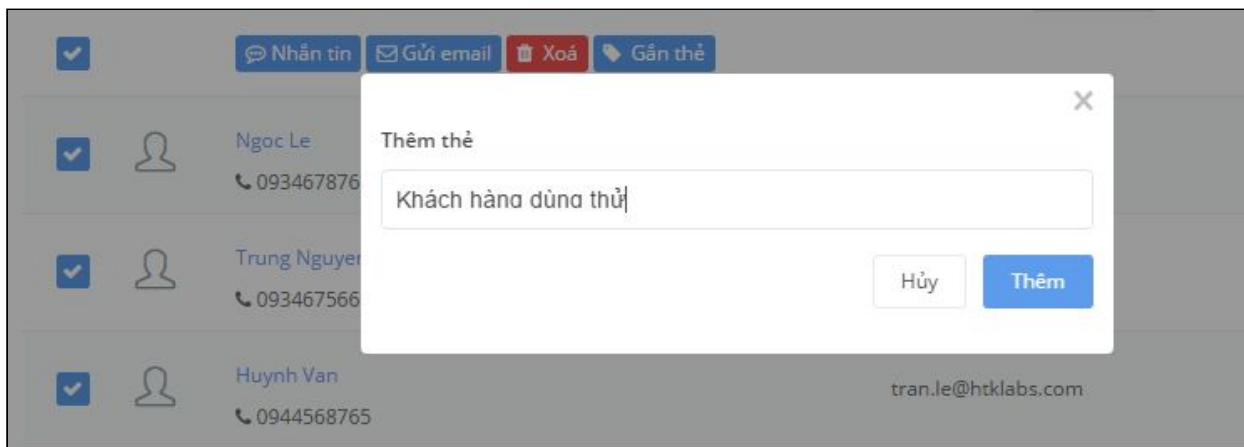 Nhắn tin Gửi email Xoá Gắn thẻ
Ngoc Le
093467876
Trung Nguyen
093467566
Huynh Van
0944568765
tran.le@htklabs.com
Thêm thẻ
Khách hàng dùng thử
Hủy Thêm